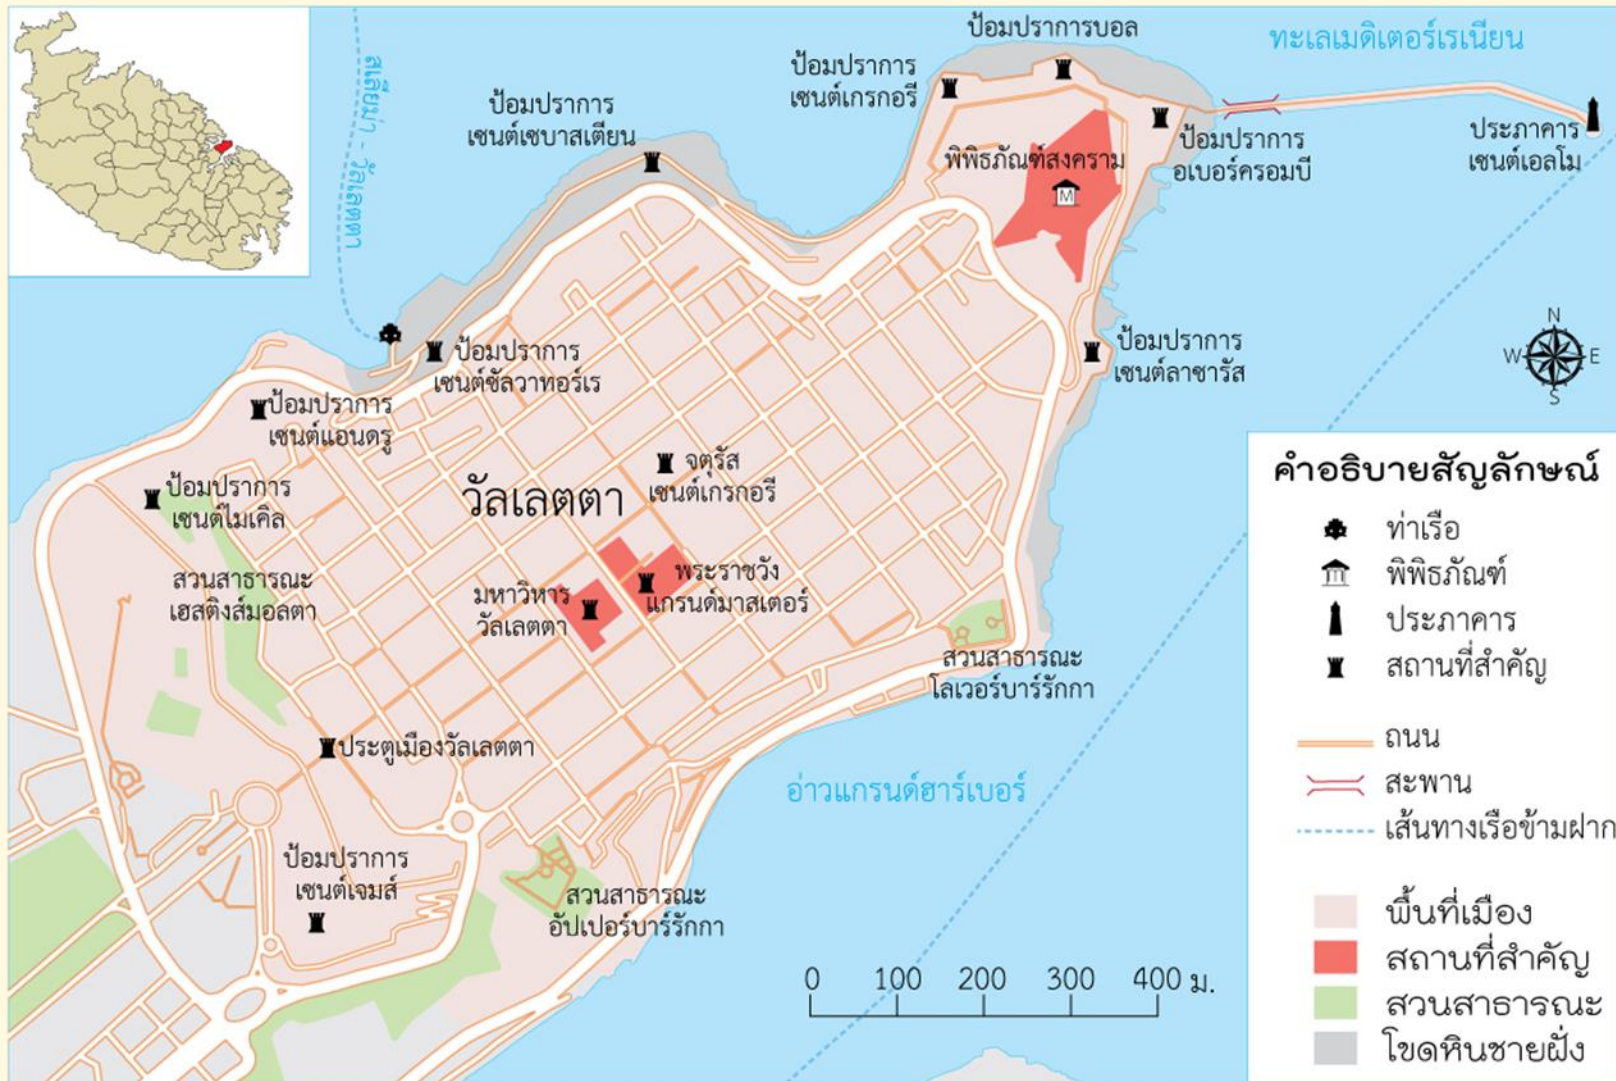 ป้อมปราการบอล
ทะเลเมดิเตอร์เรเนียน
ป้อมปราการ
เซนต์เกรกอรี
สเลียมา - วัลเลตตา
ป้อมปราการ
เซนต์เซบาสเตียน
ป้อมปราการ
อเบอร์ครอมบี
ประภาคาร
เซนต์เอลโม
พิพิธภัณฑ์สงคราม
M
ป้อมปราการ
เซนต์ซัลวาทอร์เร
ป้อมปราการ
เซนต์ลาซารัส
N
W
E
S
ป้อมปราการ
เซนต์แอนดรู
ป้อมปราการ
เซนต์ไมเคิล
วัลเลตตา
จตุรัส
เซนต์เกรกอรี
สวนสาธารณะ
เฮสติงส์มอลตา
มหาวิหาร
วัลเลตตา
พระราชวัง
แกรนด์มาสเตอร์
สวนสาธารณะ
โลเวอร์บาร์รักกา
ประตูเมืองวัลเลตตา
อ่าวแกรนด์ฮาร์เบอร์
ป้อมปราการ
เซนต์เจมส์
สวนสาธารณะ
อัปเปอร์บาร์รักกา
0 100 200 300 400 ม.
คำอธิบายสัญลักษณ์
ท่าเรือ
พิพิธภัณฑ์
ประภาคาร
สถานที่สำคัญ
ถนน
สะพาน
เส้นทางเรือข้ามฝาก
พื้นที่เมือง
สถานที่สำคัญ
สวนสาธารณะ
โขดหินชายฝั่ง